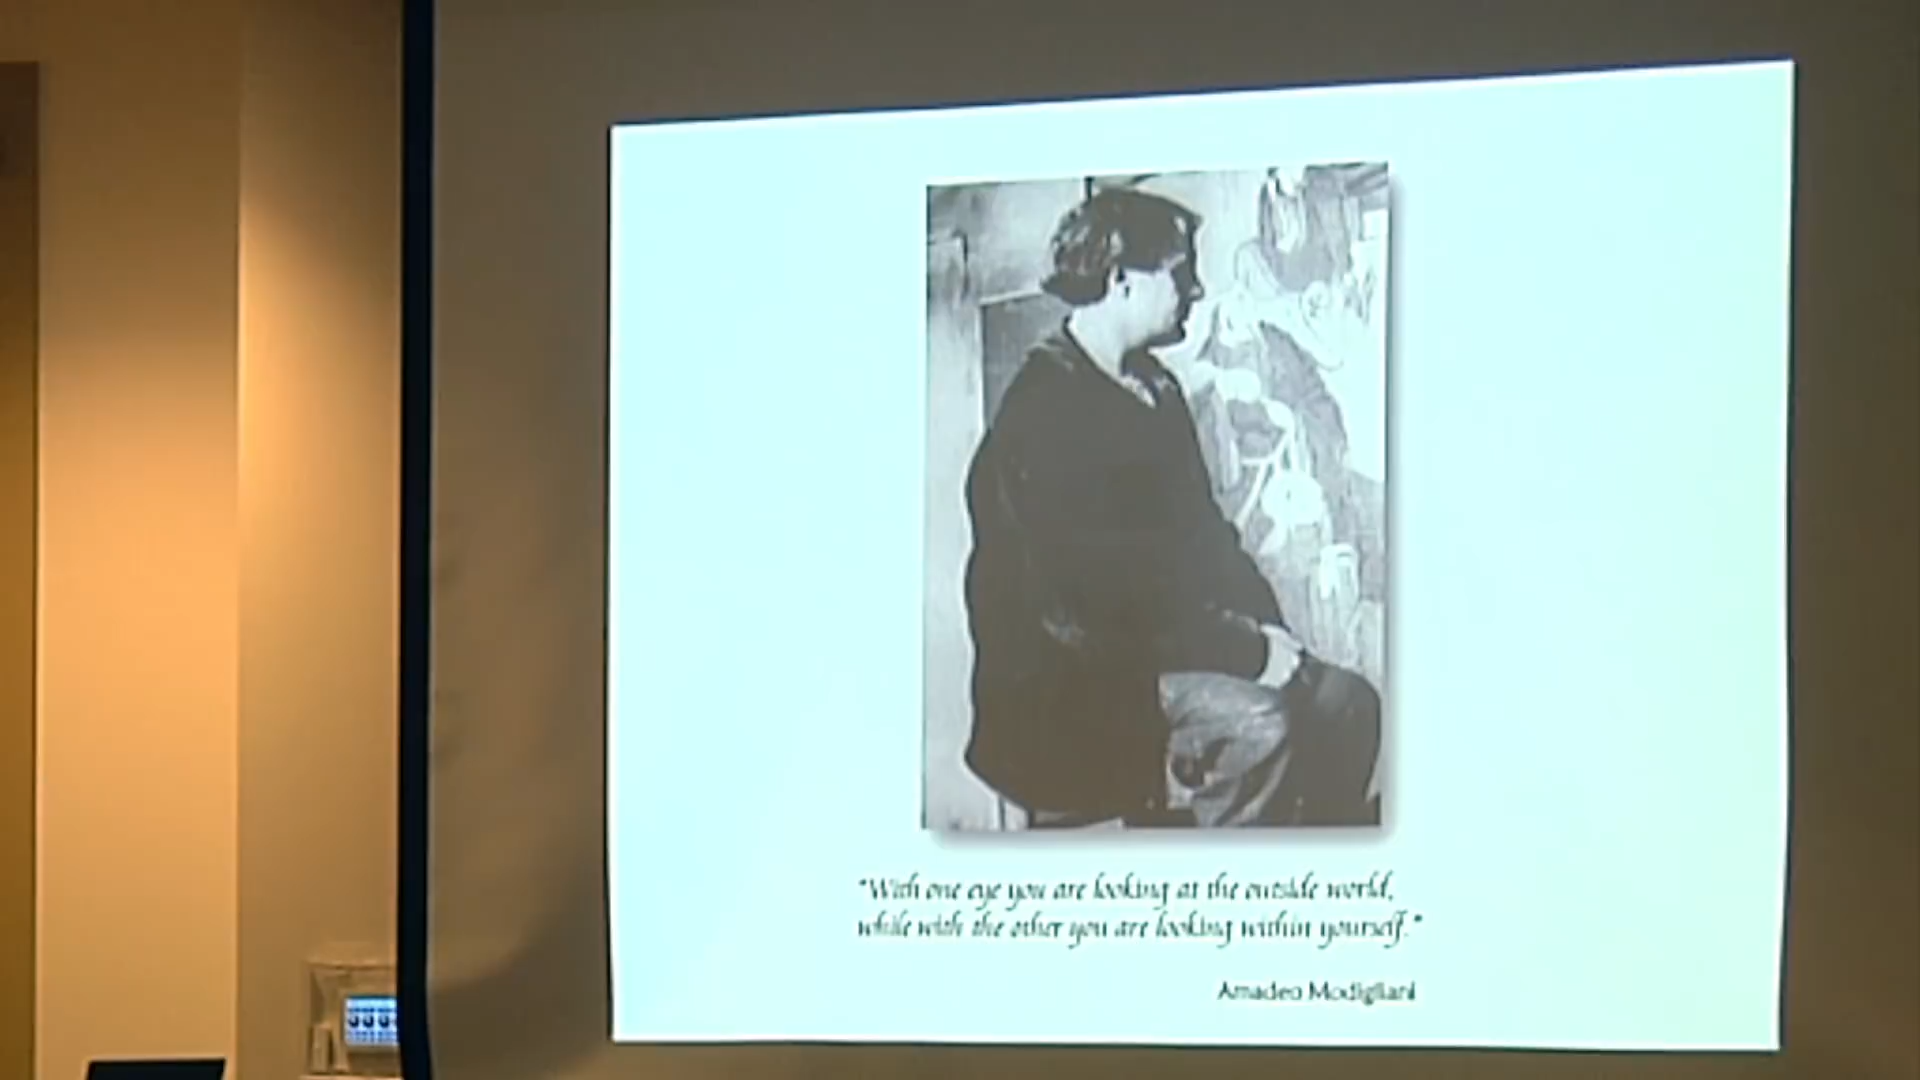 "With one eye you are looking at the outside world,
while with the other you are looking within yourself."
Amadeo Modigliani